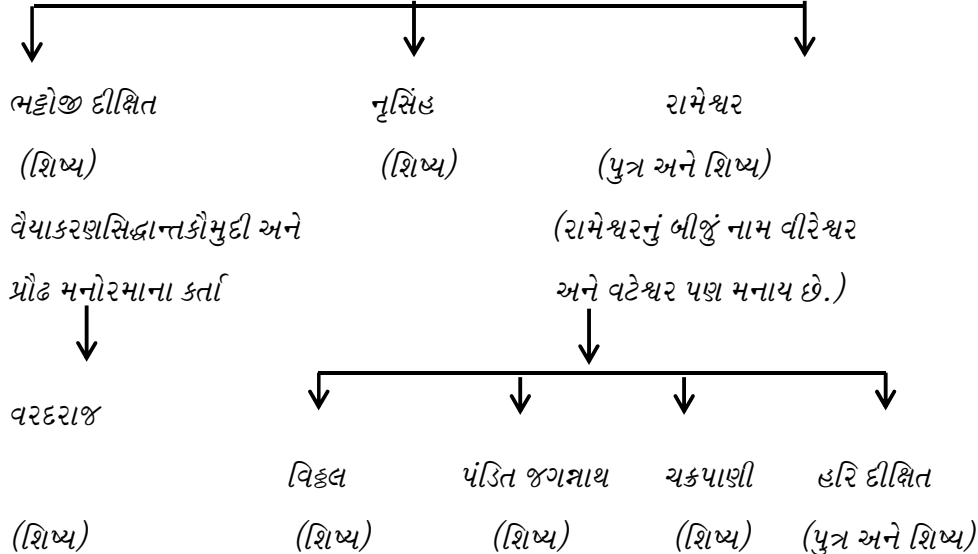 ભટ્ટોજી દીક્ષિત નૃસિંહ રામેશ્વર
(શિષ્ય) (શિષ્ય) (પુત્ર અને શિષ્ય)
વૈયાકરણસિદ્ધાન્તકૌમુદી અને (રામેશ્વરનું બીજું નામ વીરેશ્વર
પ્રૌઢ મનોરમાના કર્તા અને વટેશ્વર પણ મનાય છે.)
વરદરાજ
વિઠ્ઠલ પંડિત જગન્નાથ ચક્રપાણી હરિ દીક્ષિત
(શિષ્ય) (શિષ્ય) (શિષ્ય) (શિષ્ય) (પુત્ર અને શિષ્ય)